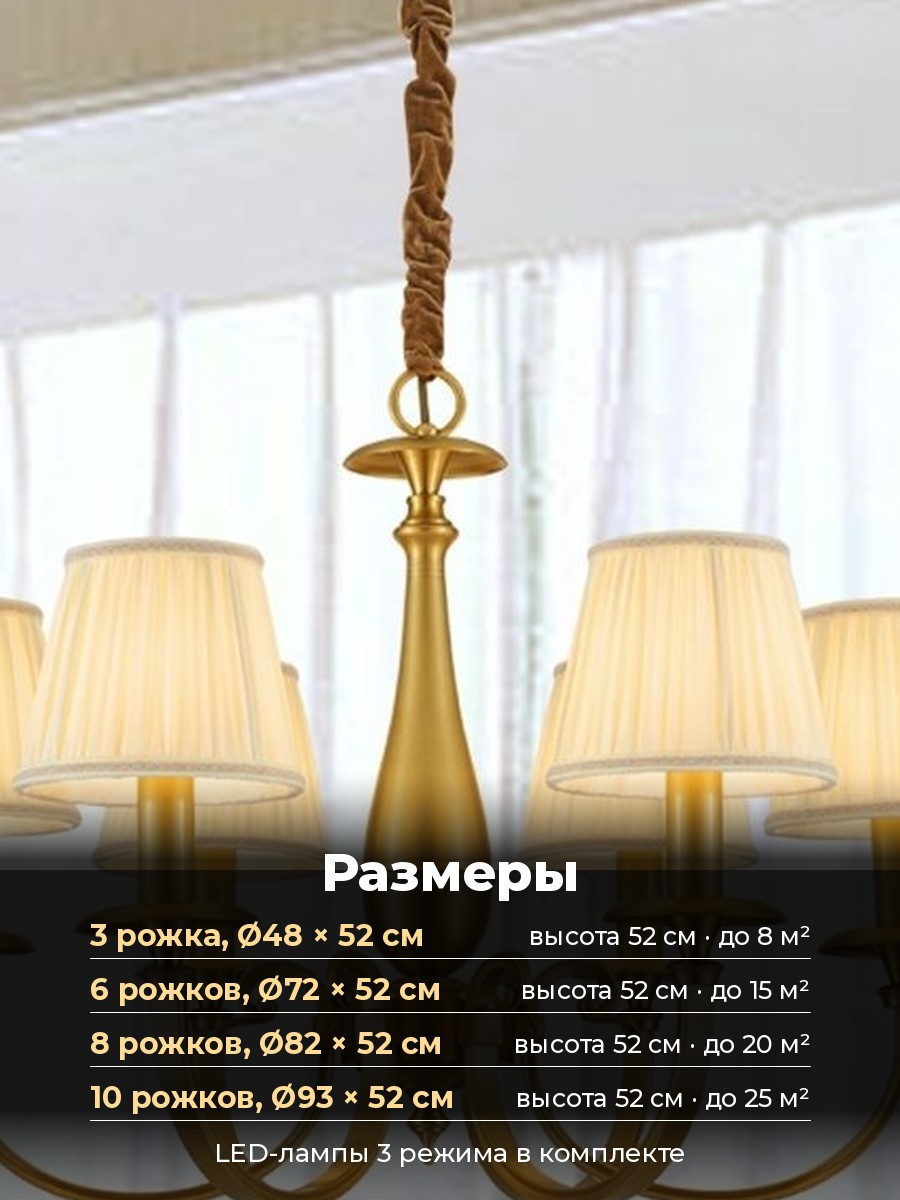 Размеры
3 рожка, Ø48 × 52 см высота 52 см · до 8 м²
6 рожков, Ø72 × 52 см высота 52 см · до 15 м²
8 рожков, Ø82 × 52 см высота 52 см · до 20 м²
10 рожков, Ø93 × 52 см высота 52 см · до 25 м²
LED-лампы 3 режима в комплекте